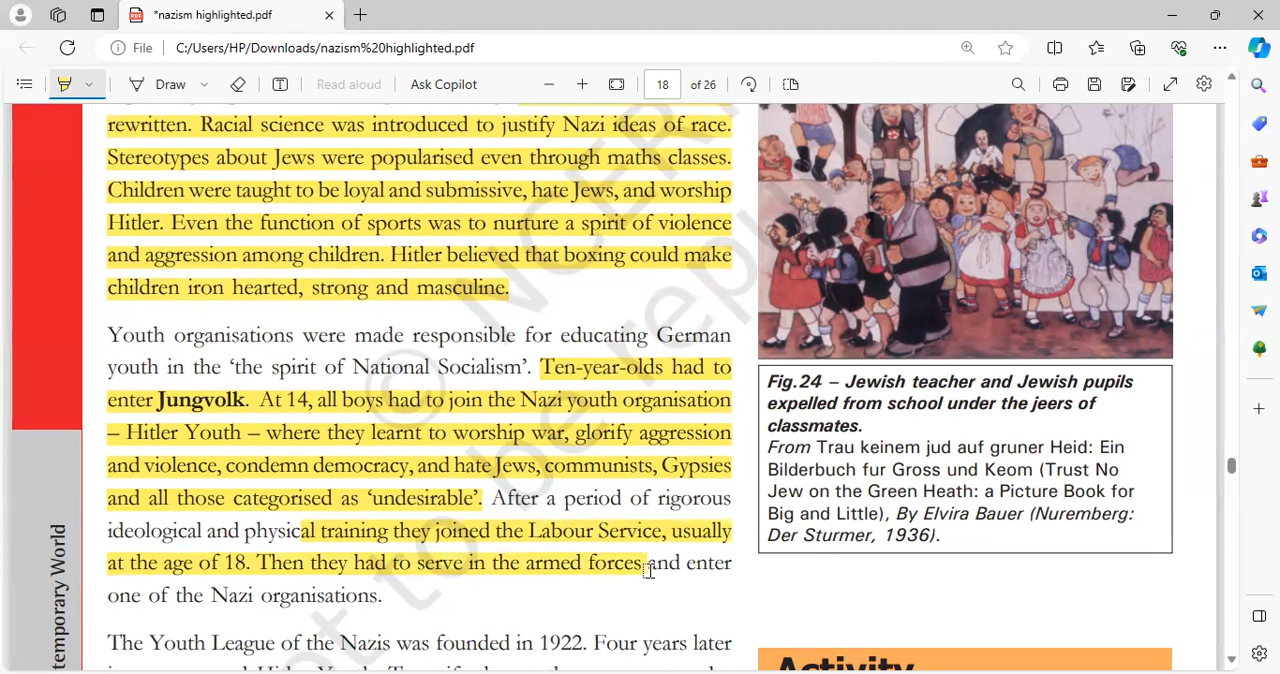 *nazism highlighted.pdf
File C:/Users/HP/Downloads/nazism%20highlighted.pdf
Draw Read aloud Ask Copilot 18 of 26
rewritten. Racial science was introduced to justify Nazi ideas of race.
Stereotypes about Jews were popularised even through maths classes.
Children were taught to be loyal and submissive, hate Jews, and worship
Hitler. Even the function of sports was to nurture a spirit of violence
and aggression among children. Hitler believed that boxing could make
children iron hearted, strong and masculine.
Youth organisations were made responsible for educating German
youth in the ‘the spirit of National Socialism’. Ten-year-olds had to
enter Jungvolk. At 14, all boys had to join the Nazi youth organisation
– Hitler Youth – where they learnt to worship war, glorify aggression
and violence, condemn democracy, and hate Jews, communists, Gypsies
and all those categorised as ‘undesirable’. After a period of rigorous
ideological and physical training they joined the Labour Service, usually
at the age of 18. Then they had to serve in the armed forces and enter
one of the Nazi organisations.
The Youth League of the Nazis was founded in 1922. Four years later
Fig.24 – Jewish teacher and Jewish pupils
expelled from school under the jeers of
classmates.
From Trau keinem jud auf gruner Heid: Ein
Bilderbuch fur Gross und Keom (Trust No
Jew on the Green Heath: a Picture Book for
Big and Little), By Elvira Bauer (Nuremberg:
Der Sturmer, 1936).
Activity
temporary World
© NCER
not to be repu